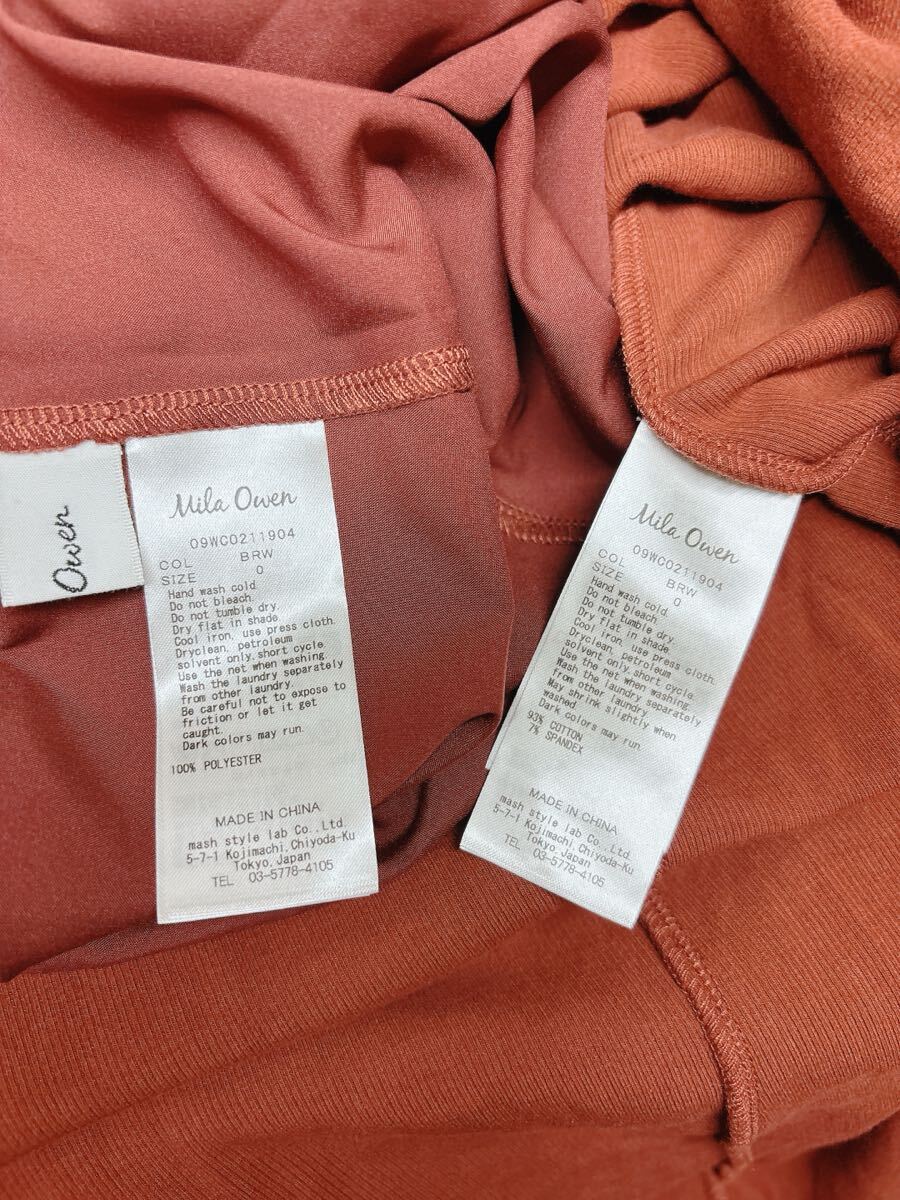 Owen
Mila Owen
09WC0211904
COL BRW
SIZE 0
Hand wash cold.
Do not bleach.
Do not tumble dry.
Dry flat in shade.
Cool iron, use press cloth.
Dryclean, petroleum
solvent only, short cycle.
Use the net when washing.
Wash the laundry separately
from other laundry.
Be careful not to expose to
friction or let it get
caught.
Dark colors may run.
100% POLYESTER
MADE IN CHINA
mash style lab Co.,Ltd.
5-7-1 Kojimachi, Chiyoda-Ku
Tokyo, Japan
TEL 03-5778-4105
Mila Owen
09WC0211904
COL BRW
SIZE 0
Hand wash cold.
Do not bleach.
Do not tumble dry.
Dry flat in shade.
Cool iron, use press cloth.
Dryclean, petroleum
solvent only, short cycle.
Use the net when washing.
Wash the laundry separately
from other laundry.
May shrink slightly when
washed.
Dark colors may run.
93% COTTON
7% SPANDEX
MADE IN CHINA
mash style lab Co.,Ltd.
5-7-1 Kojimachi, Chiyoda-Ku
Tokyo, Japan
TEL 03-5778-4105